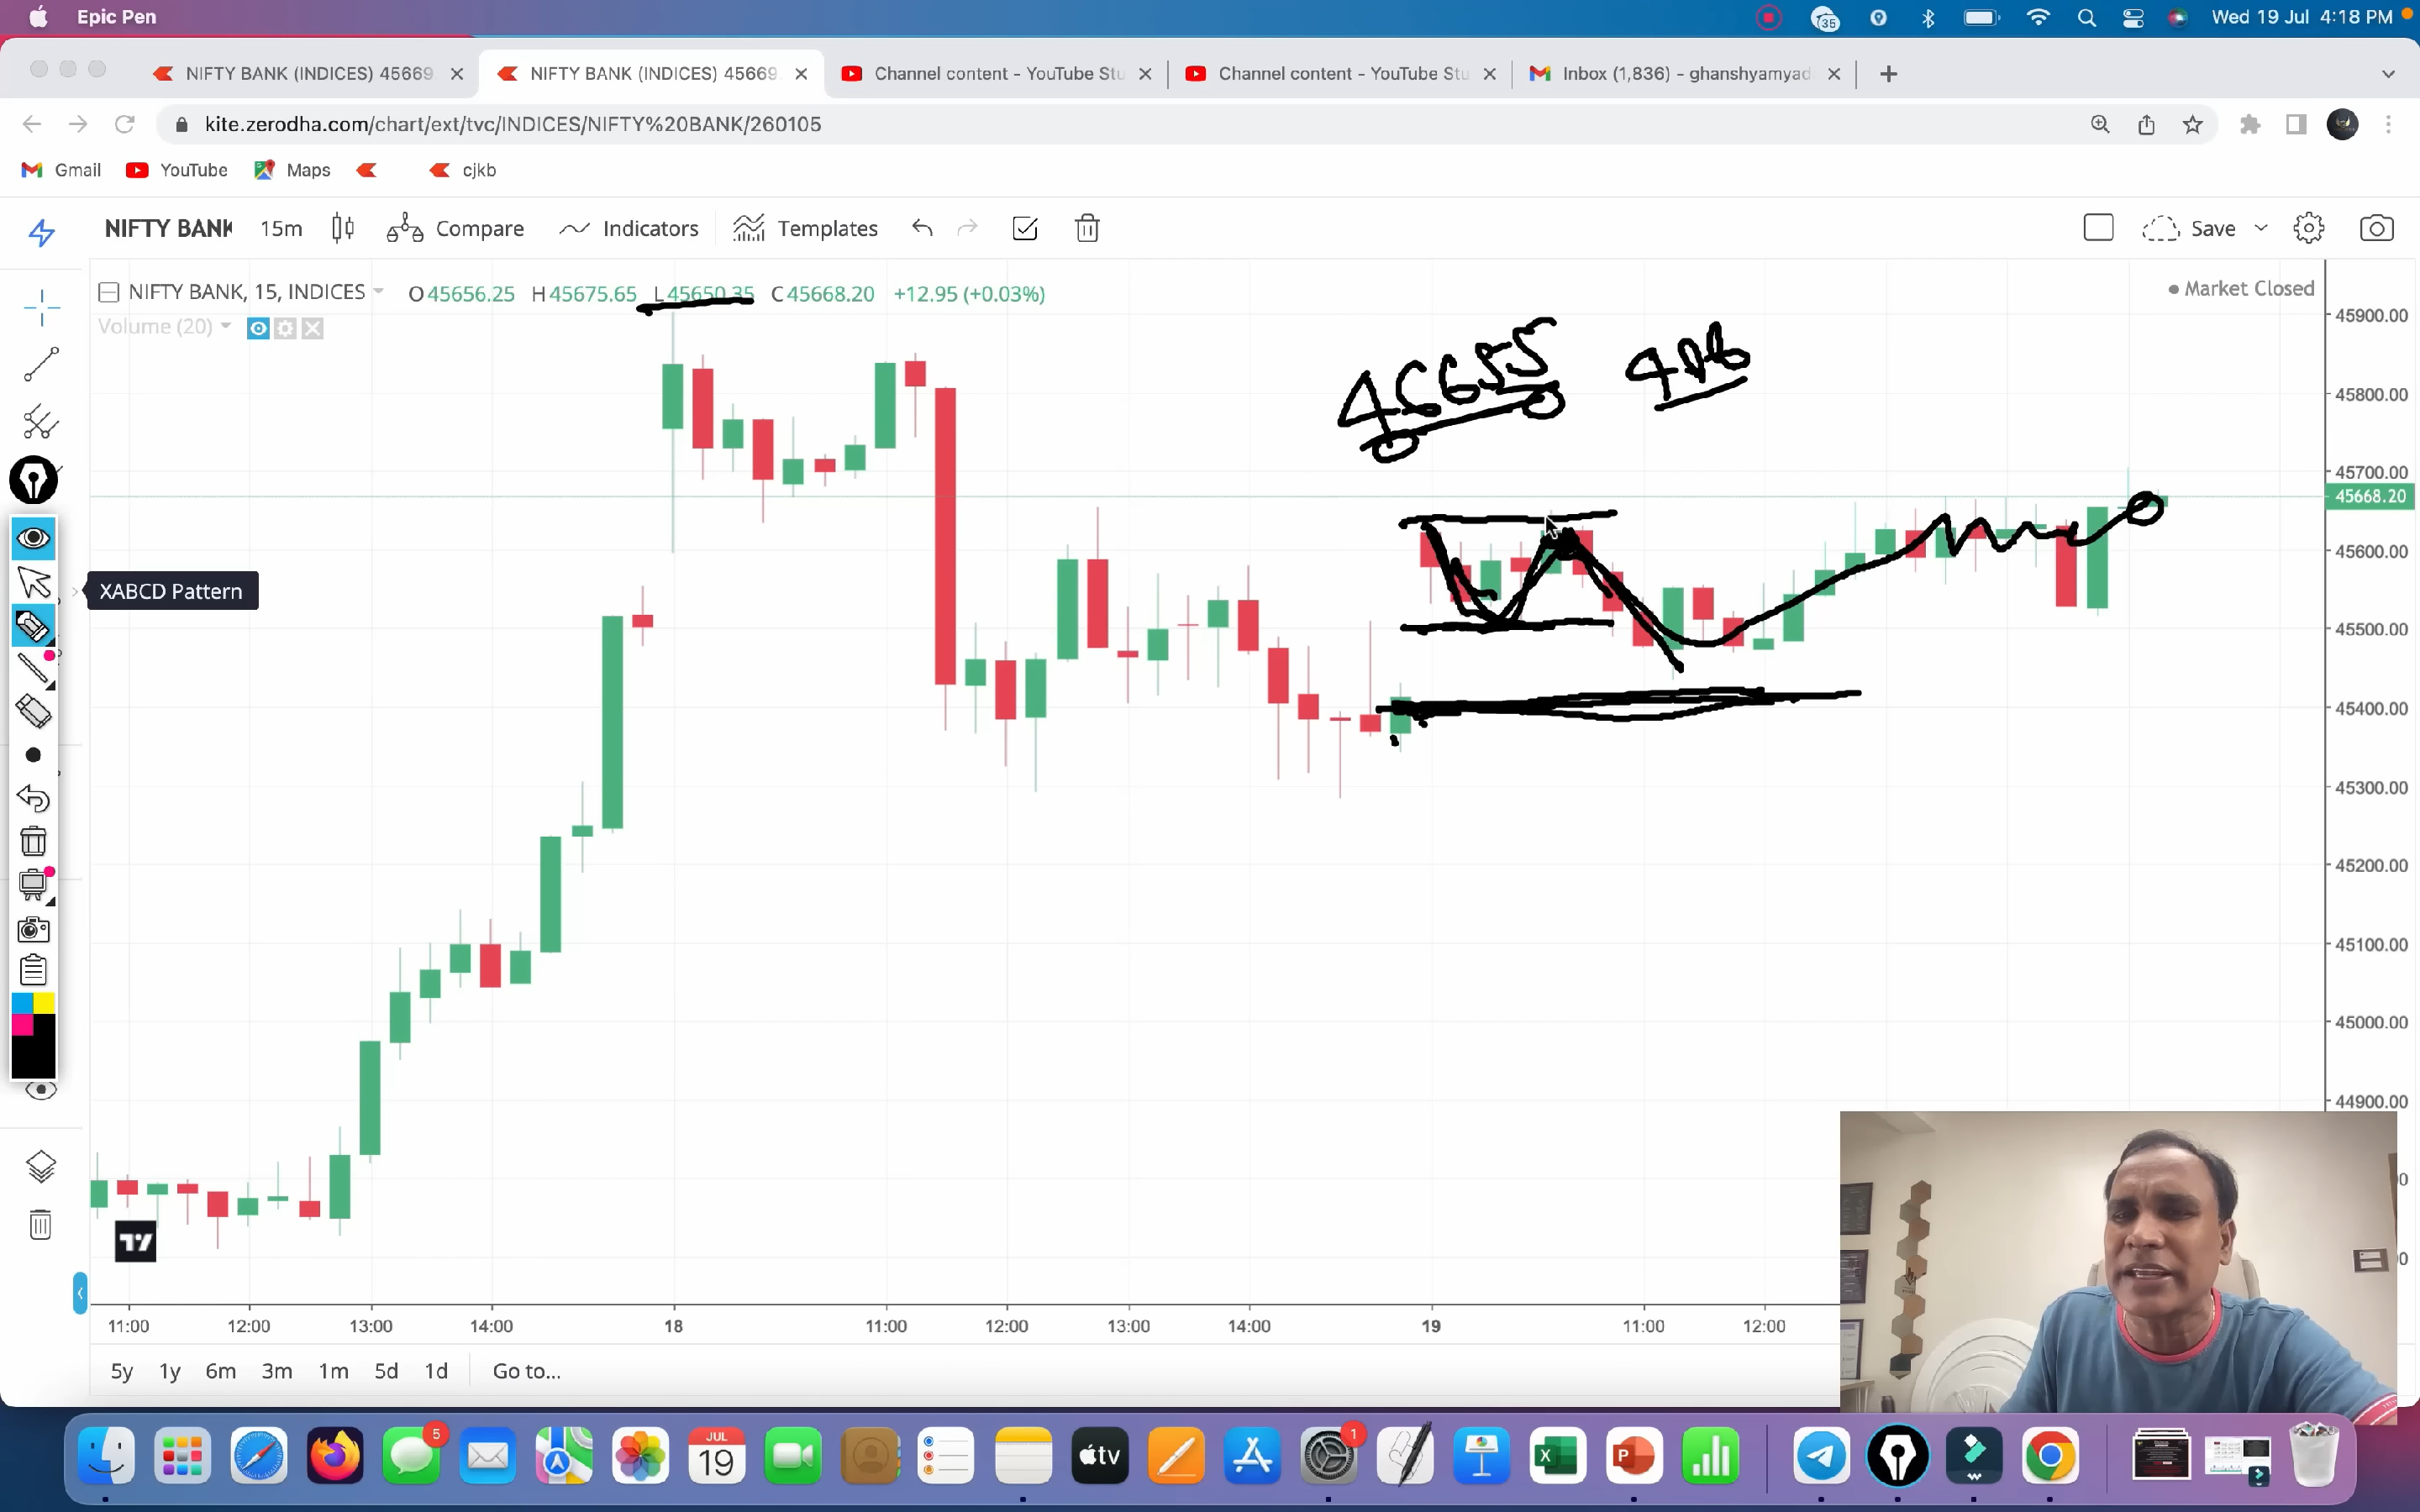 Epic Pen
35
Wed 19 Jul 4:18 PM
NIFTY BANK (INDICES) 45669
NIFTY BANK (INDICES) 45669
Channel content - YouTube Stu
Channel content - YouTube Stu
Inbox (1,836) - ghanshyamyad
kite.zerodha.com/chart/ext/tvc/INDICES/NIFTY%20BANK/260105
Gmail
YouTube
Maps
cjkb
NIFTY BANK
15m
Compare
Indicators
Templates
Save
NIFTY BANK, 15, INDICES
O45656.25 H45675.65 L45650.35 C45668.20 +12.95 (+0.03%)
Market Closed
Volume (20)
45900.00
45800.00
45700.00
45668.20
45600.00
45500.00
45400.00
45300.00
45200.00
45100.00
45000.00
44900.00
46655
XABCD Pattern
11:00 12:00 13:00 14:00 18 11:00 12:00 13:00 14:00 19 11:00 12:00
5y 1y 6m 3m 1m 5d 1d Go to...
5
JUL
19
tv
1